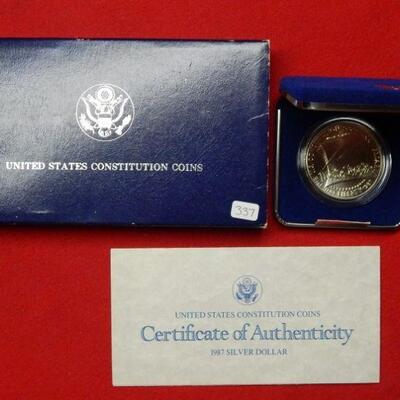 UNITED STATES CONSTITUTION COINS
337
UNITED STATES CONSTITUTION COINS
Certificate of Authenticity
1987 SILVER DOLLAR